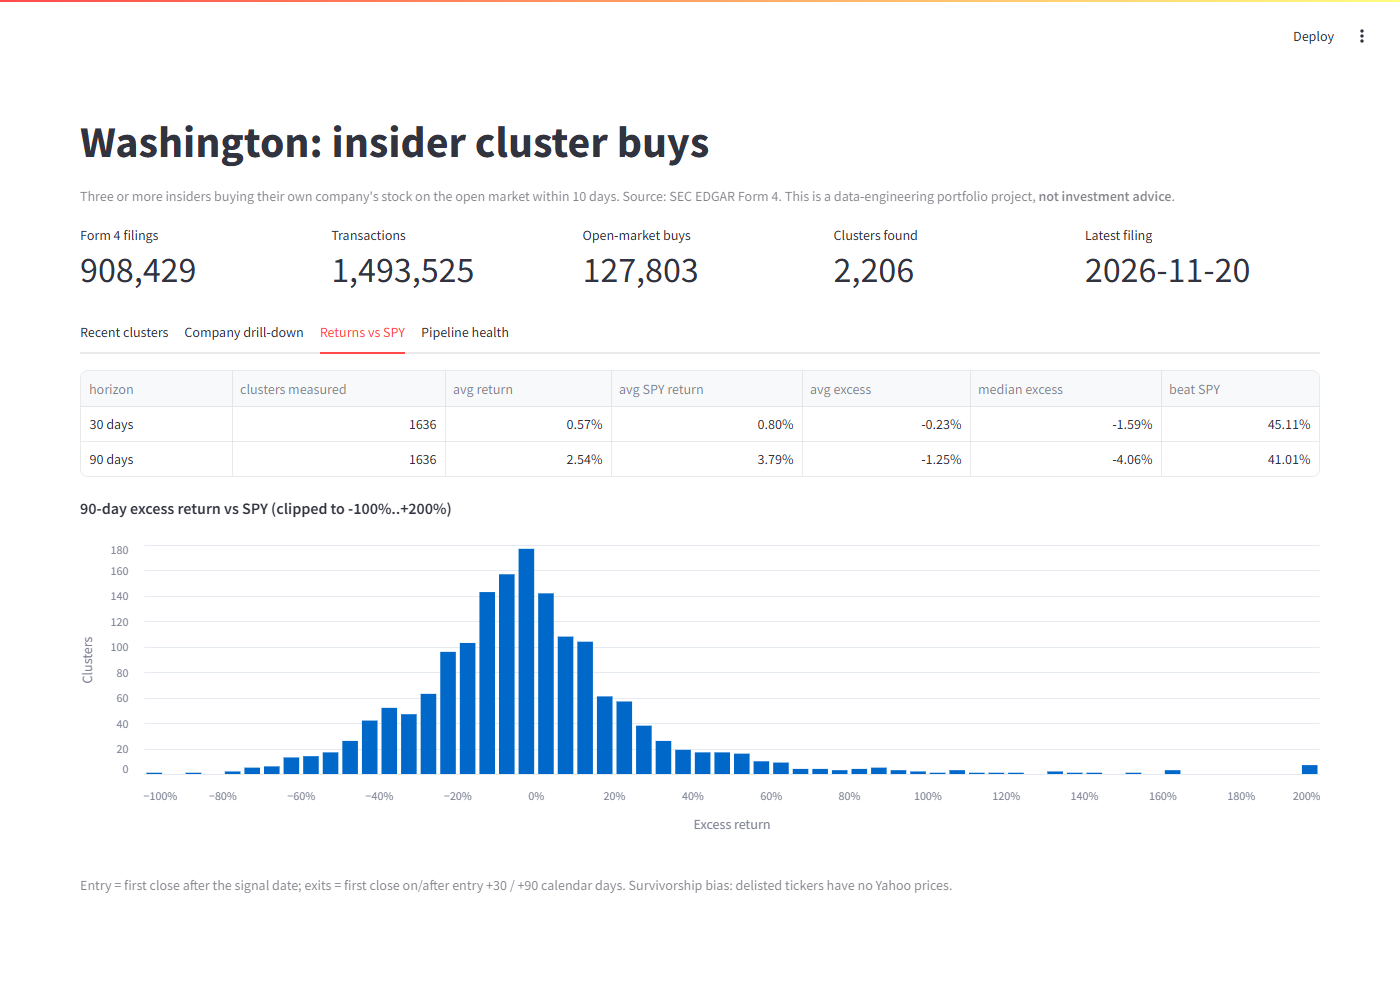 Deploy
Washington: insider cluster buys
Three or more insiders buying their own company's stock on the open market within 10 days. Source: SEC EDGAR Form 4. This is a data-engineering portfolio project, not investment advice.
Form 4 filings Transactions Open-market buys Clusters found Latest filing
908,429 1,493,525 127,803 2,206 2026-11-20
Recent clusters Company drill-down Returns vs SPY Pipeline health
horizon clusters measured avg return avg SPY return avg excess median excess beat SPY
30 days 1636 0.57% 0.80% -0.23% -1.59% 45.11%
90 days 1636 2.54% 3.79% -1.25% -4.06% 41.01%
90-day excess return vs SPY (clipped to -100%..+200%)
180
160
140
120
100
80
60
40
20
0
Clusters
−100% −80% −60% −40% −20% 0% 20% 40% 60% 80% 100% 120% 140% 160% 180% 200%
Excess return
Entry = first close after the signal date; exits = first close on/after entry +30 / +90 calendar days. Survivorship bias: delisted tickers have no Yahoo prices.